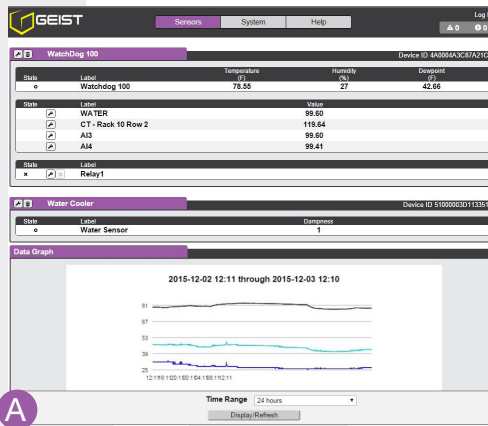 GEIST
Sensors System Help
Log I
0 0
WatchDog 100 Device ID 4A0004A3C87A21C
State Label Temperature (F) Humidity (%) Dewpoint (F)
Watchdog 100 78.55 27 42.66
State Label Value
WATER 99.60
CT - Rack 10 Row 2 119.64
AI3 99.60
AI4 99.41
State Label
x Relay1
Water Cooler Device ID 51000003D113351
State Label Dampness
Water Sensor 1
Data Graph
2015-12-02 12:11 through 2015-12-03 12:10
81
67
53
39
25
Time Range 24 hours
Display/Refresh
A